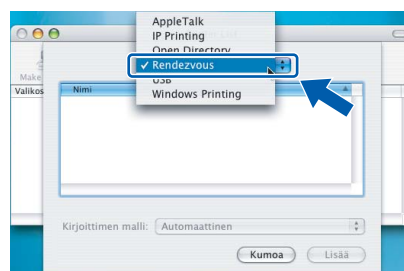 AppleTalk
IP Printing
Open Directory
✓ Rendezvous
USB
Windows Printing
Make
Valikos
Nimi
Kirjoittimen malli: Automaattinen
Kumoa Lisää